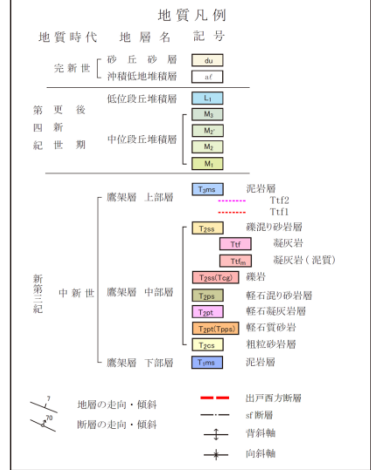 地質凡例
地質時代 地層名 記号
完新世 砂丘砂層 du
沖積低地堆積層 af
第四紀 更新世 後期 低位段丘堆積層 L1
中位段丘堆積層 M3
M2'
M2
M1
新第三紀 中新世 鷹架層 上部層 T3ms 泥岩層
Ttf2
Ttf1
鷹架層 中部層 T2ss 礫混り砂岩層
Ttf 凝灰岩
Ttfm 凝灰岩(泥質)
T2ss(Tcg) 礫岩
T2ps 軽石混り砂岩層
T2pt 軽石凝灰岩層
T2pt(Tpps) 軽石質砂岩
T2cs 粗粒砂岩層
鷹架層 下部層 T1ms 泥岩層
7 地層の走向・傾斜
70 断層の走向・傾斜
出戸西方断層
sf断層
背斜軸
向斜軸